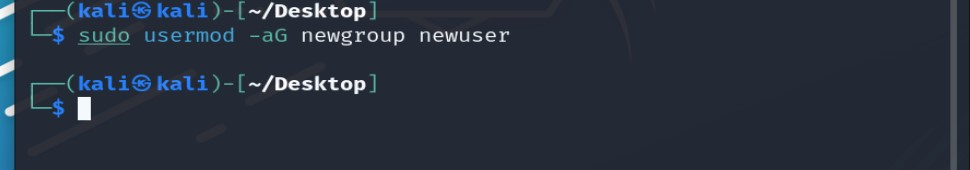 ┌──(kali㉿kali)-[~/Desktop]
└─$ sudo usermod -aG newgroup newuser
┌──(kali㉿kali)-[~/Desktop]
└─$